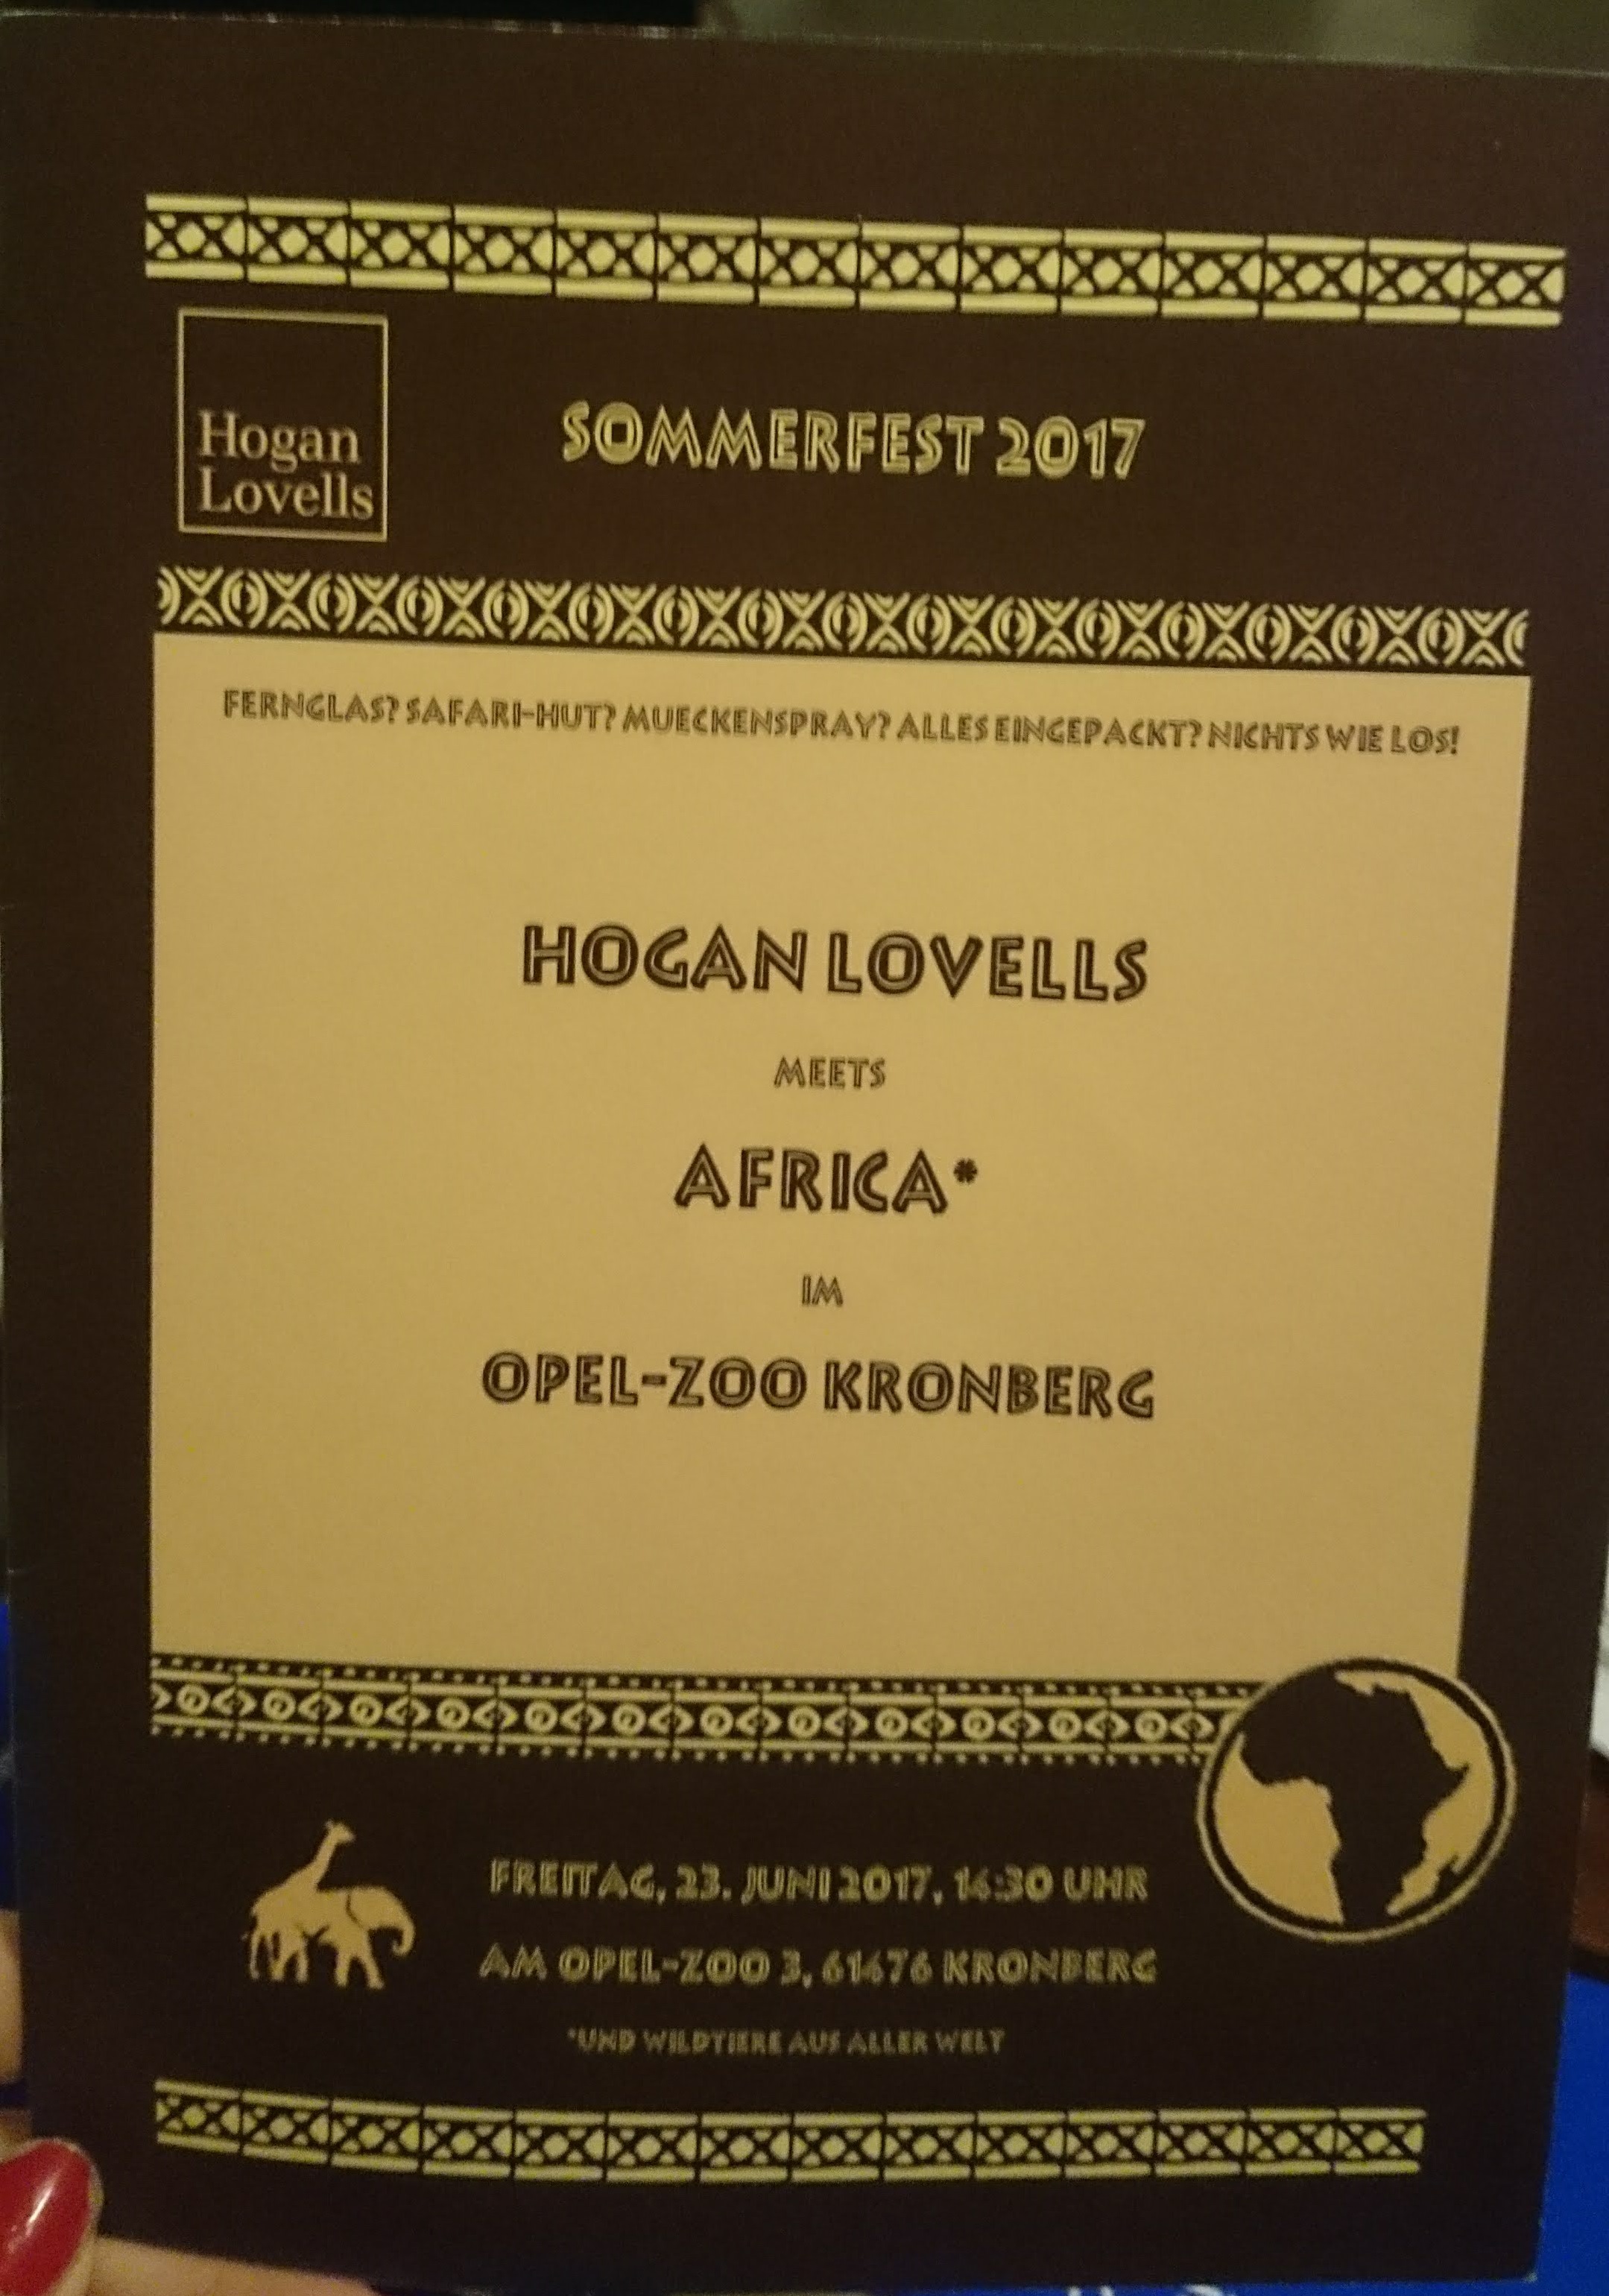 Hogan
Lovells
SOMMERFEST 2017
FERNGLAS? SAFARI-HUT? MUECKENSPRAY? ALLES EINGEPACKT? NICHTS WIE LOS!
HOGAN LOVELLS
MEETS
AFRICA*
IM
OPEL-ZOO KRONBERG
FREITAG, 23. JUNI 2017, 16:30 UHR
AM OPEL-ZOO 3, 61476 KRONBERG
*UND WILDTIERE AUS ALLER WELT